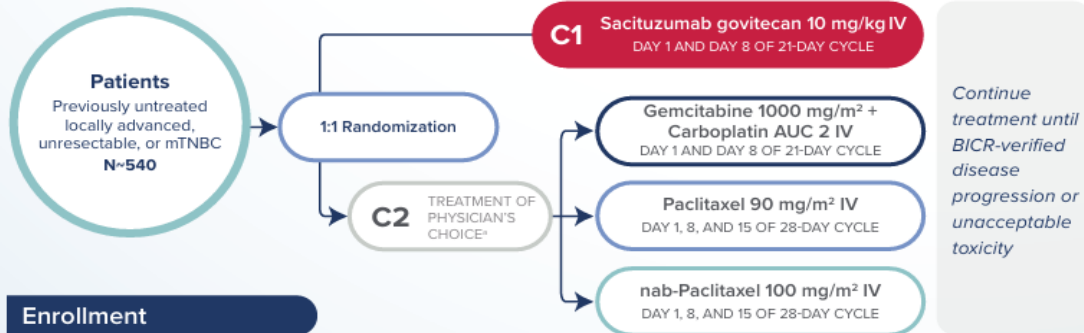 Patients
Previously untreated
locally advanced,
unresectable, or mTNBC
N~540
1:1 Randomization
C1
Sacituzumab govitecan 10 mg/kg IV
DAY 1 AND DAY 8 OF 21-DAY CYCLE
C2
TREATMENT OF
PHYSICIAN'S
CHOICEᵃ
Gemcitabine 1000 mg/m² +
Carboplatin AUC 2 IV
DAY 1 AND DAY 8 OF 21-DAY CYCLE
Paclitaxel 90 mg/m² IV
DAY 1, 8, AND 15 OF 28-DAY CYCLE
nab-Paclitaxel 100 mg/m² IV
DAY 1, 8, AND 15 OF 28-DAY CYCLE
Continue
treatment until
BICR-verified
disease
progression or
unacceptable
toxicity
Enrollment